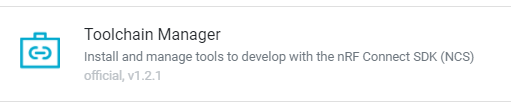 Toolchain Manager
Install and manage tools to develop with the nRF Connect SDK (NCS)
official, v1.2.1